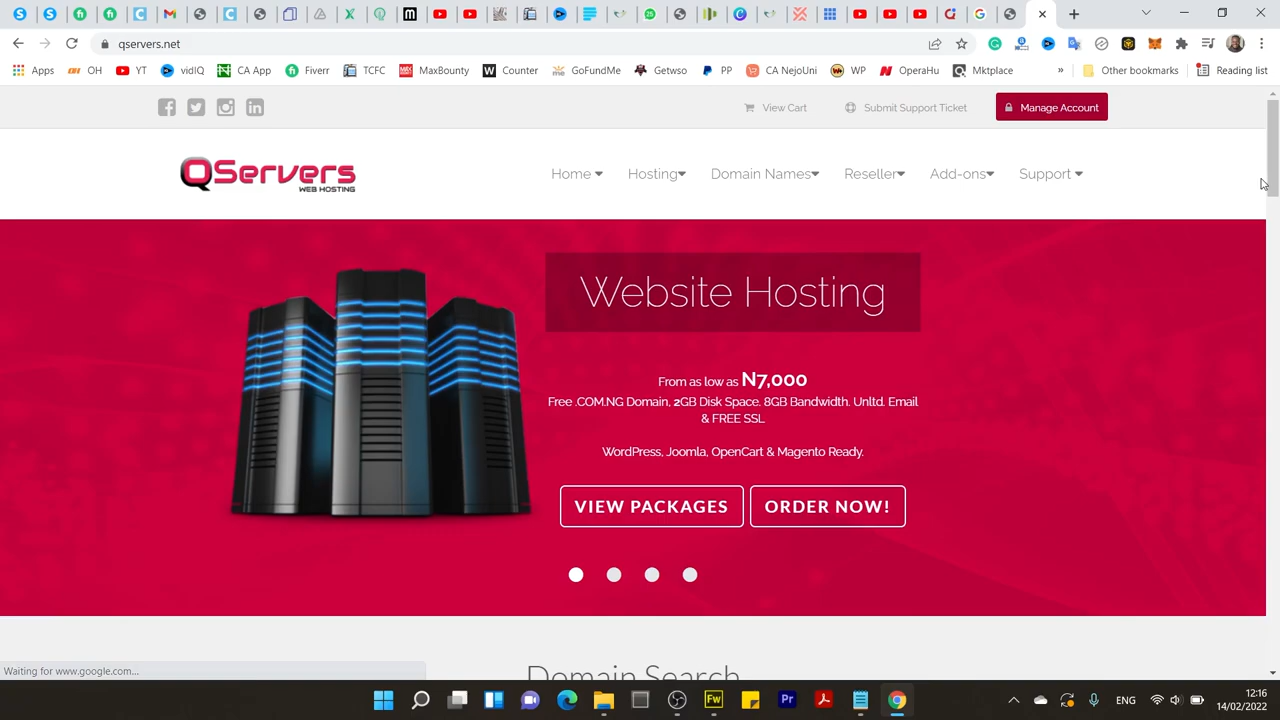 qservers.net
Apps OH YT vidIQ CA App Fiverr TCFC MaxBounty Counter GoFundMe Getwso PP CA NejoUni WP OperaHu Mktplace » Other bookmarks Reading list
View Cart Submit Support Ticket Manage Account
QServers
WEB HOSTING
Home Hosting Domain Names Reseller Add-ons Support
Website Hosting
From as low as N7,000
Free .COM.NG Domain, 2GB Disk Space. 8GB Bandwidth. Unltd. Email
& FREE SSL
WordPress, Joomla, OpenCart & Magento Ready.
VIEW PACKAGES ORDER NOW!
Domain Search
Waiting for www.google.com...
ENG
12:16
14/02/2022